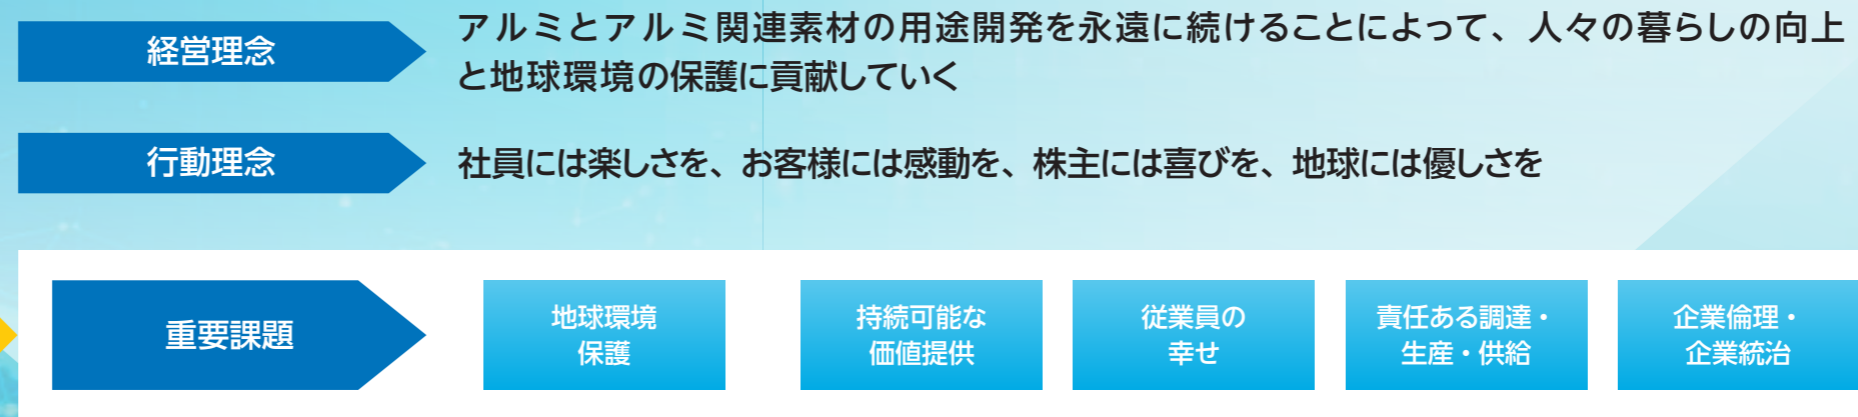 経営理念
アルミとアルミ関連素材の用途開発を永遠に続けることによって、人々の暮らしの向上
と地球環境の保護に貢献していく
行動理念
社員には楽しさを、お客様には感動を、株主には喜びを、地球には優しさを
重要課題
地球環境
保護
持続可能な
価値提供
従業員の
幸せ
責任ある調達・
生産・供給
企業倫理・
企業統治